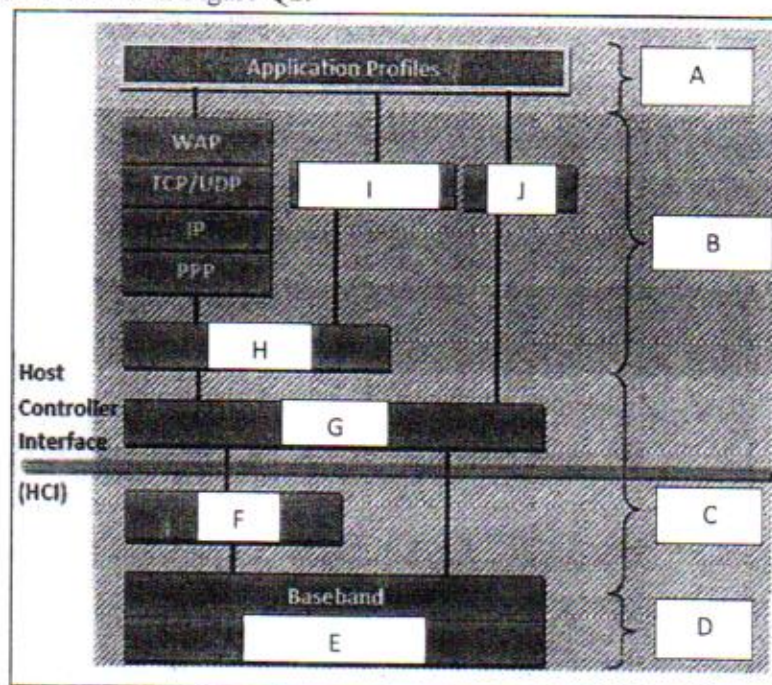 Application Profiles
A
WAP
TCP/UDP
I
J
IP
B
PPP
H
Host
Controller
G
Interface
(HCI)
F
C
Baseband
E
D